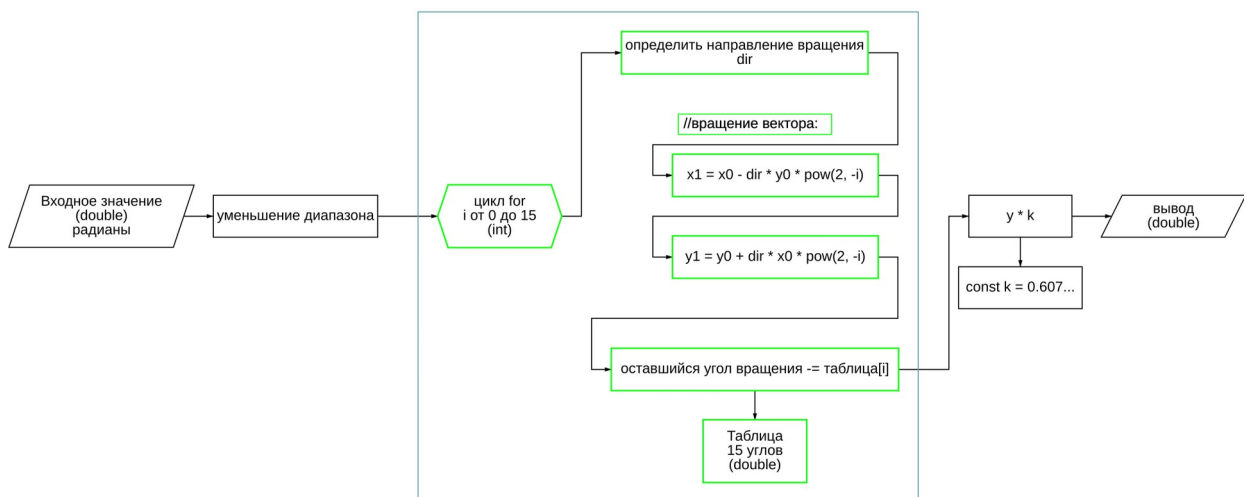 Входное значение
(double)
радианы
уменьшение диапазона
цикл for
i от 0 до 15
(int)
определить направление вращения
dir
//вращение вектора:
x1 = x0 - dir * y0 * pow(2, -i)
y1 = y0 + dir * x0 * pow(2, -i)
оставшийся угол вращения -= таблица[i]
Таблица
15 углов
(double)
y * k
const k = 0.607...
вывод
(double)